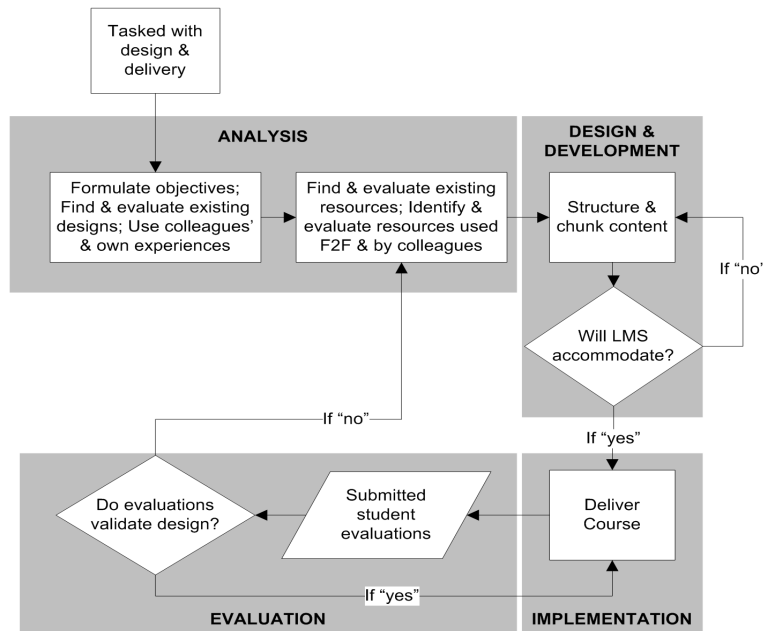 Tasked with
design &
delivery
ANALYSIS
DESIGN &
DEVELOPMENT
Formulate objectives;
Find & evaluate existing
designs; Use colleagues’
& own experiences
Find & evaluate existing
resources; Identify &
evaluate resources used
F2F & by colleagues
Structure &
chunk content
If “no’
Will LMS
accommodate?
If “no”
If “yes”
Do evaluations
validate design?
Submitted
student
evaluations
Deliver
Course
If “yes”
EVALUATION
IMPLEMENTATION